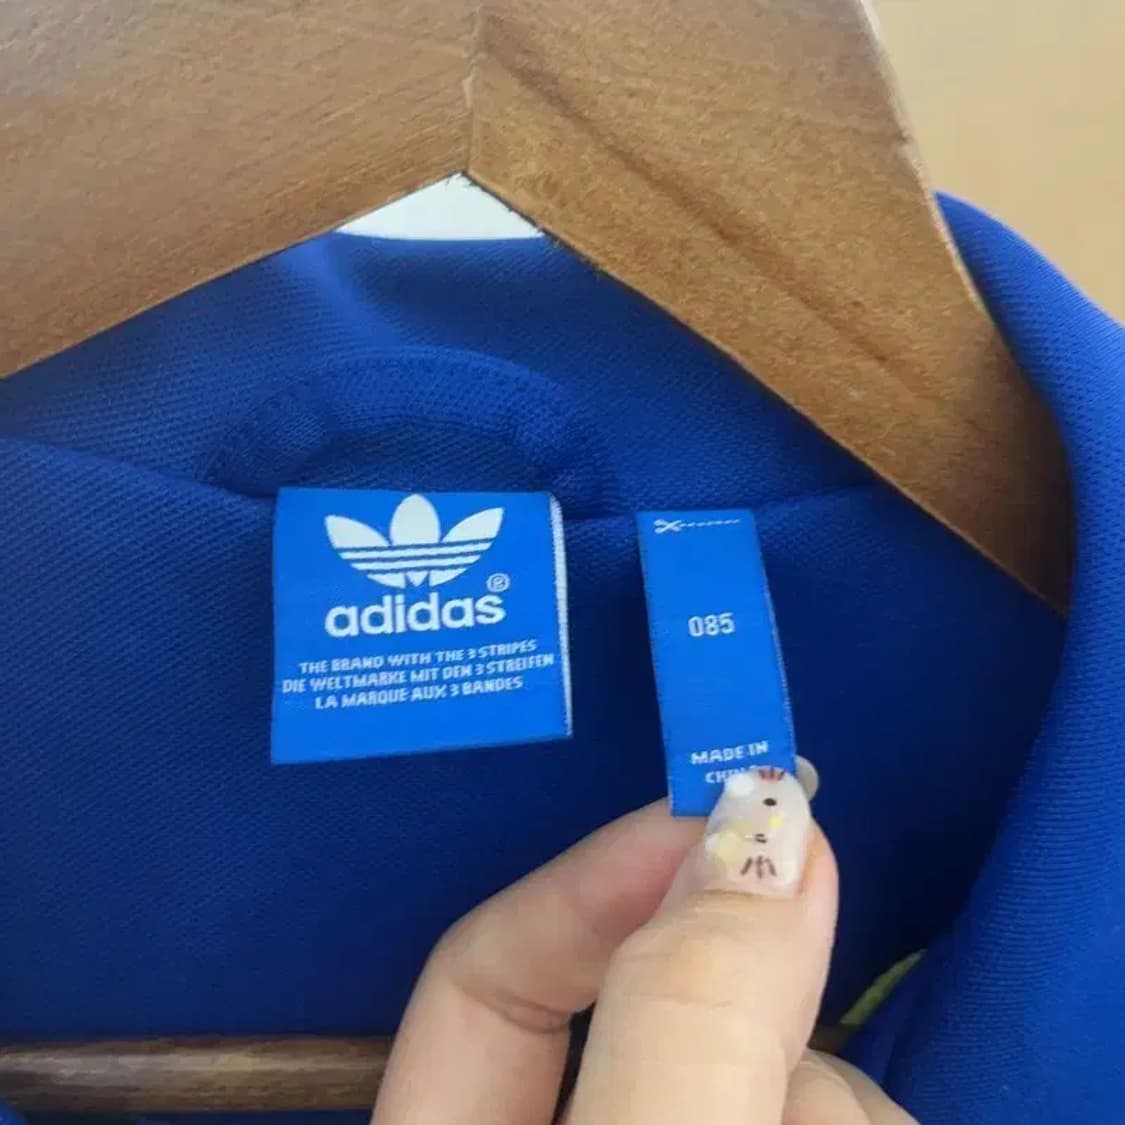 adidas®
THE BRAND WITH THE 3 STRIPES
DIE WELTMARKE MIT DEN 3 STREIFEN
LA MARQUE AUX 3 BANDES
085
MADE IN